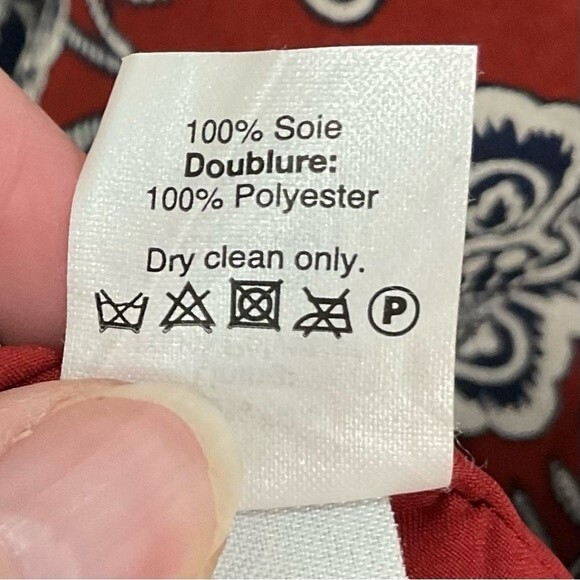 100% Soie
Doublure:
100% Polyester
Dry clean only.
P